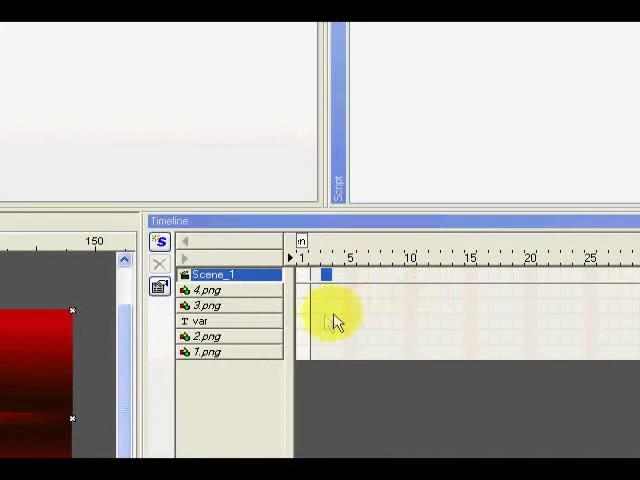 Script
Timeline
150
:n
1 5 10 15 20 25
Scene_1
4.png
3.png
T var
2.png
1.png